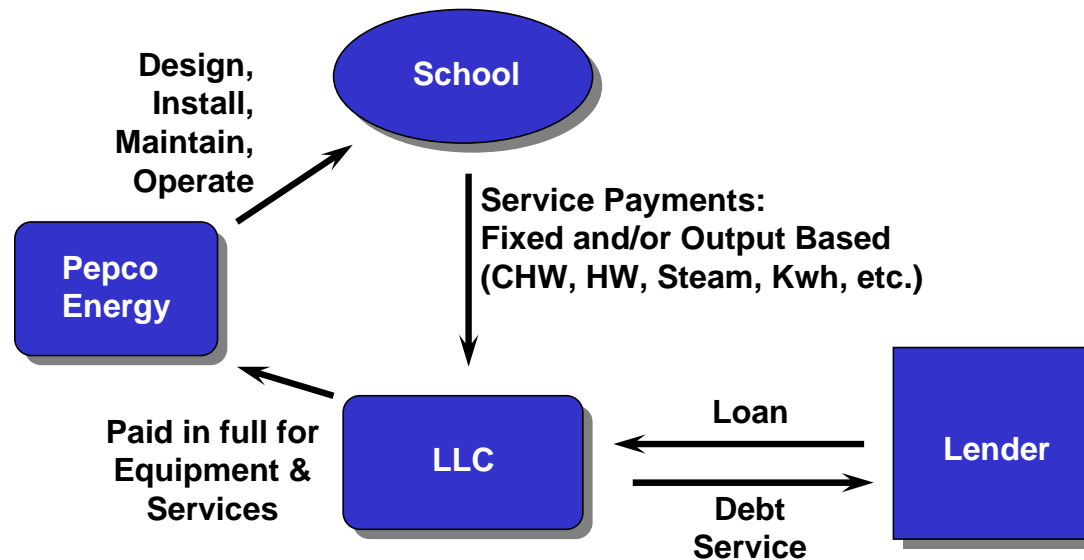 School
Design,
Install,
Maintain,
Operate
Service Payments:
Fixed and/or Output Based
(CHW, HW, Steam, Kwh, etc.)
Pepco
Energy
Paid in full for
Equipment &
Services
LLC
Loan
Debt
Service
Lender